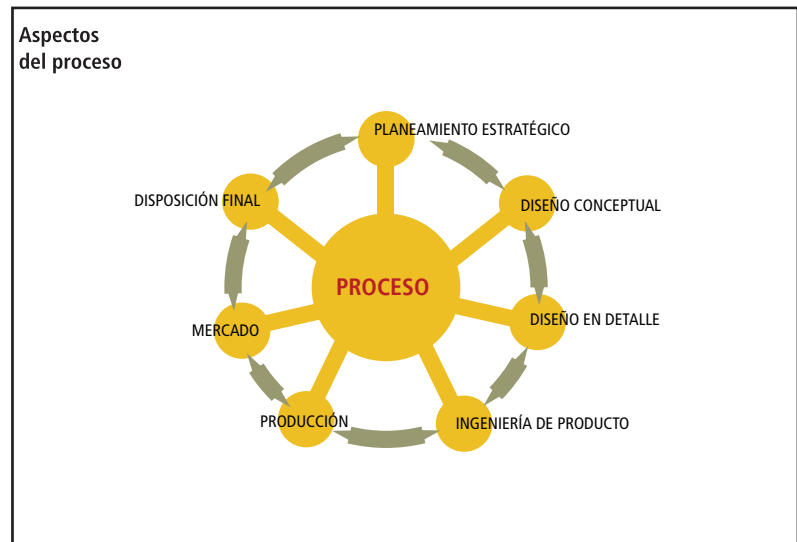 Aspectos
del proceso
PLANEAMIENTO ESTRATÉGICO
DISPOSICIÓN FINAL
DISEÑO CONCEPTUAL
PROCESO
MERCADO
DISEÑO EN DETALLE
PRODUCCIÓN
INGENIERÍA DE PRODUCTO